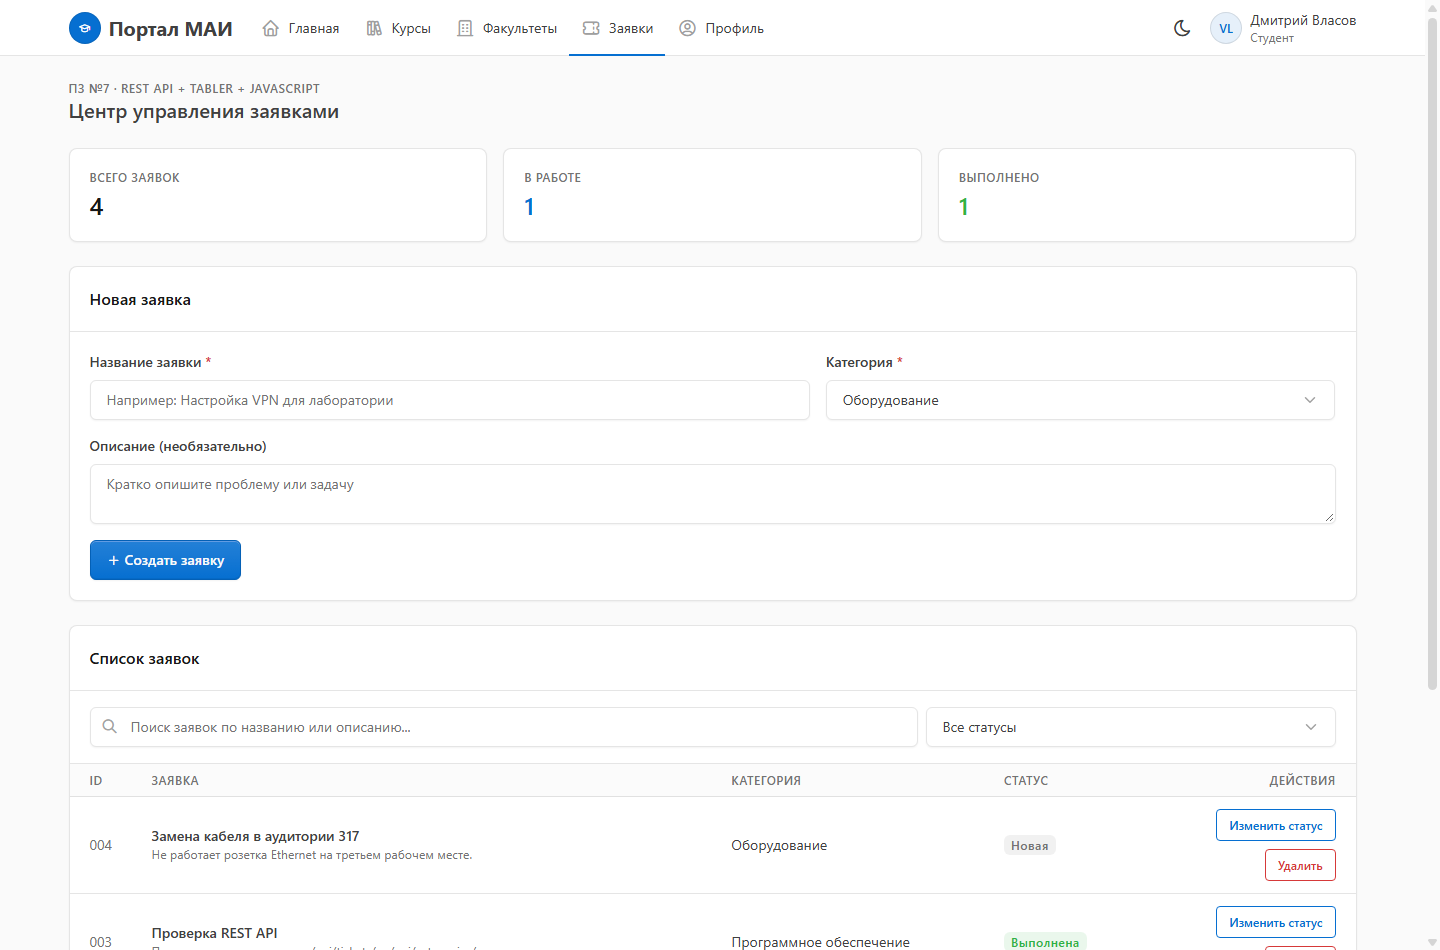 Портал МАИ
Главная
Курсы
Факультеты
Заявки
Профиль
VL
Дмитрий Власов
Студент
ПЗ №7 · REST API + TABLER + JAVASCRIPT
Центр управления заявками
ВСЕГО ЗАЯВОК
4
В РАБОТЕ
1
ВЫПОЛНЕНО
1
Новая заявка
Название заявки *
Например: Настройка VPN для лаборатории
Категория *
Оборудование
Описание (необязательно)
Кратко опишите проблему или задачу
+ Создать заявку
Список заявок
Поиск заявок по названию или описанию...
Все статусы
ID ЗАЯВКА КАТЕГОРИЯ СТАТУС ДЕЙСТВИЯ
004
Замена кабеля в аудитории 317
Не работает розетка Ethernet на третьем рабочем месте.
Оборудование
Новая
Изменить статус
Удалить
003
Проверка REST API
Программное обеспечение
Выполнена
Изменить статус